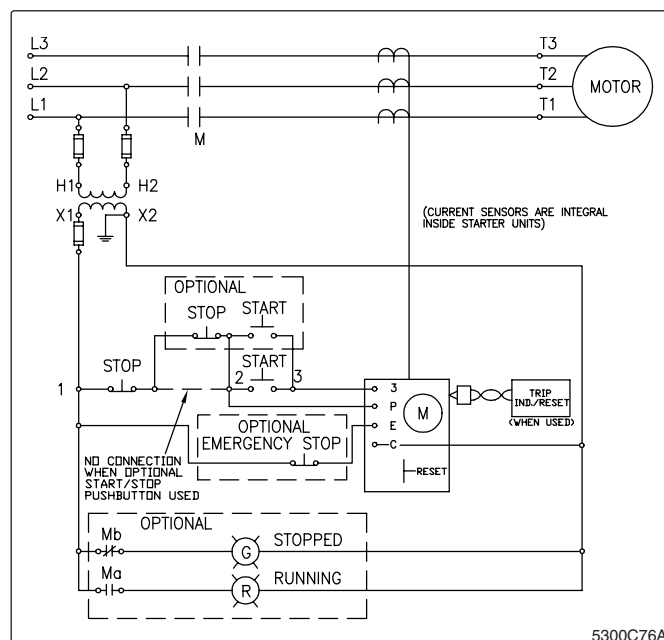 L3
T3
L2
T2
MOTOR
L1
T1
M
H1
H2
X1
X2
(CURRENT SENSORS ARE INTEGRAL
INSIDE STARTER UNITS)
OPTIONAL
STOP
START
STOP
START
1
2
3
3
P
E
C
M
RESET
TRIP
IND./RESET
(WHEN USED)
OPTIONAL
EMERGENCY STOP
NO CONNECTION
WHEN OPTIONAL
START/STOP
PUSHBUTTON USED
OPTIONAL
Mb
G
STOPPED
Ma
R
RUNNING
5300C76A